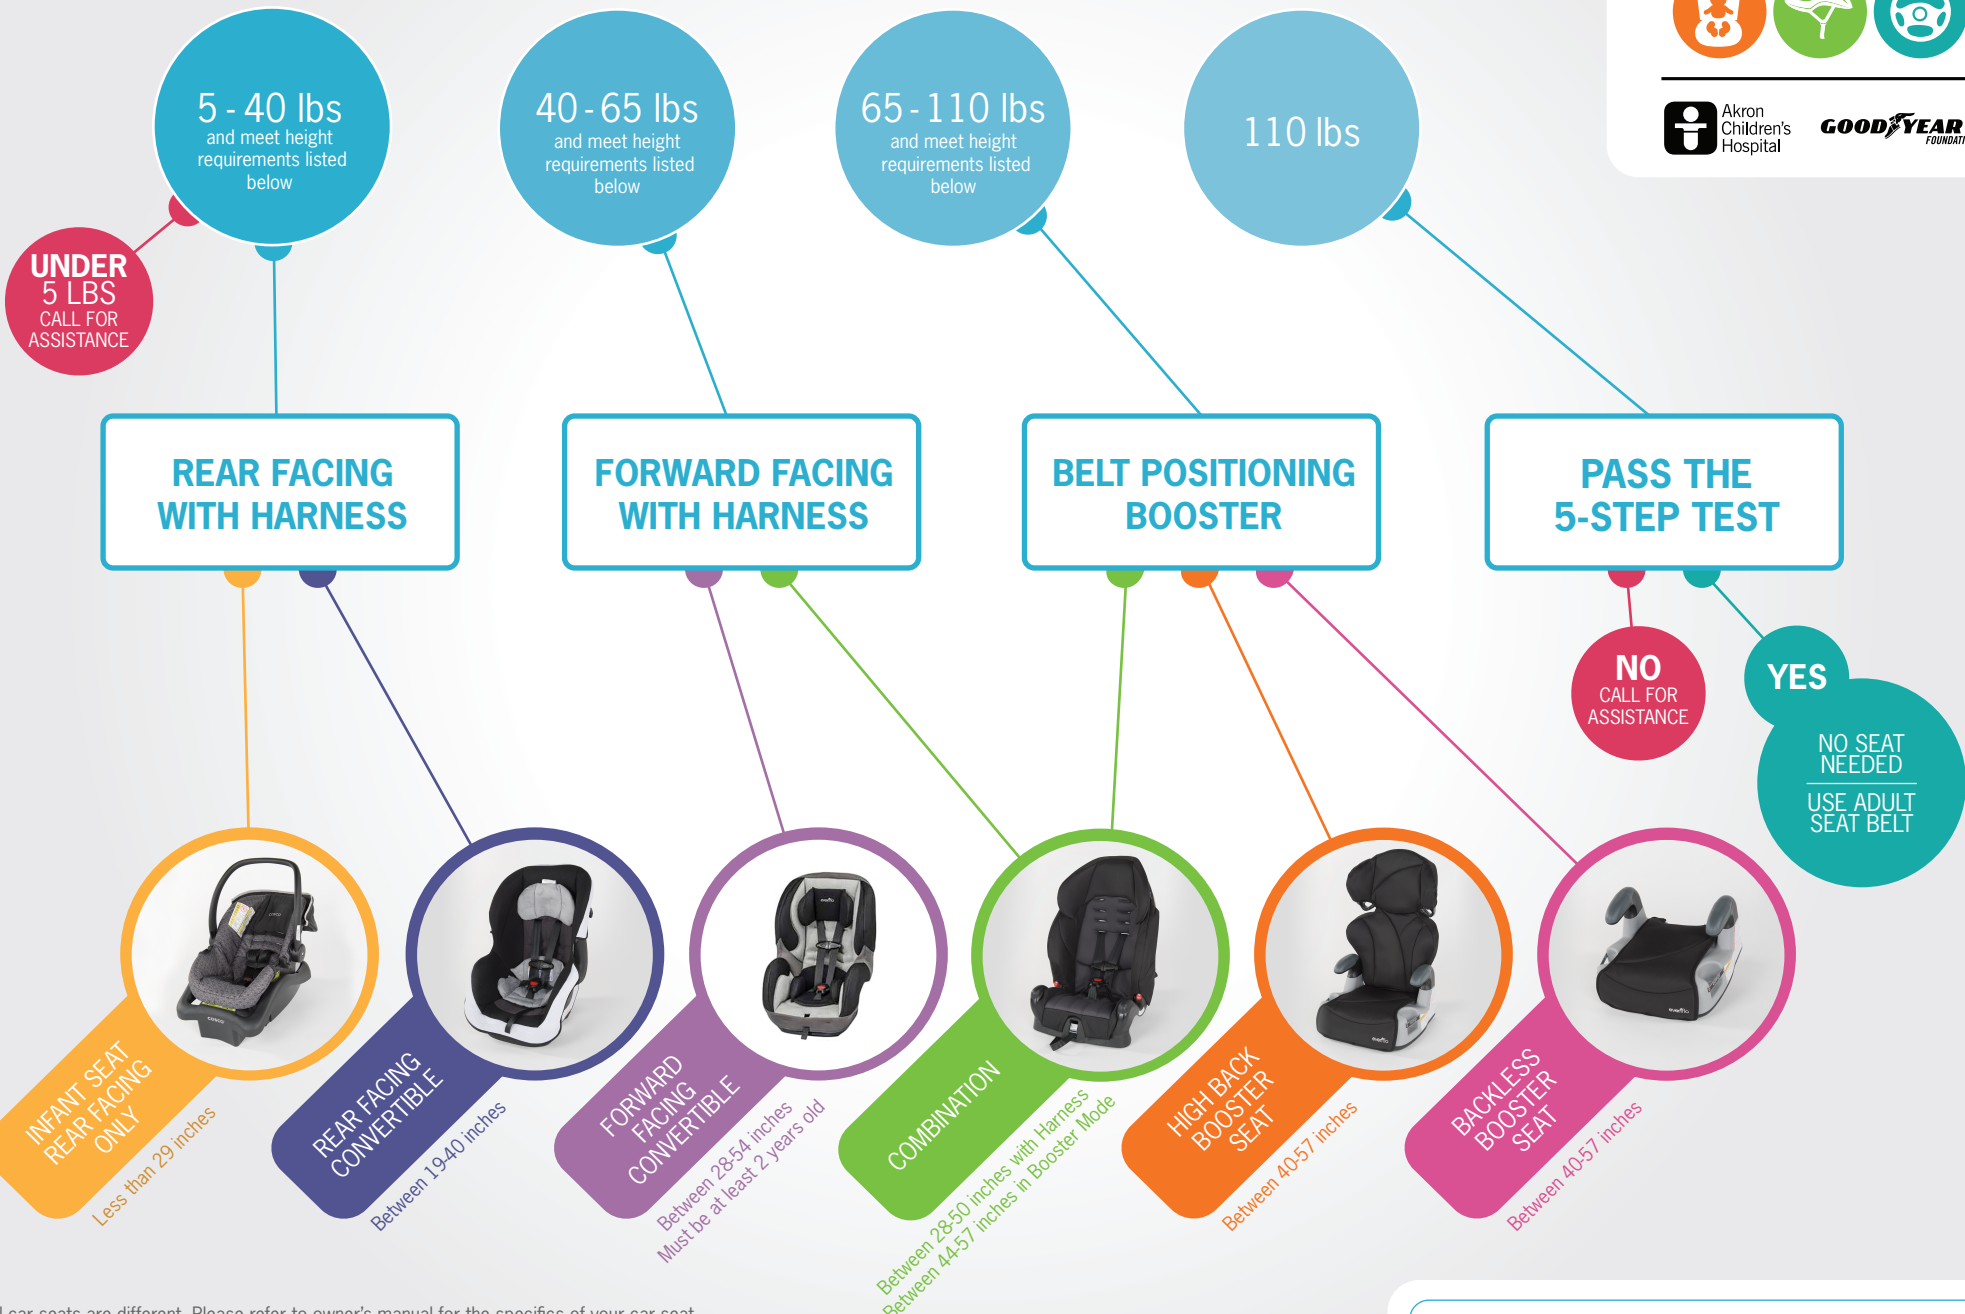 5 - 40 lbs
and meet height
requirements listed
below
40 - 65 lbs
and meet height
requirements listed
below
65 - 110 lbs
and meet height
requirements listed
below
110 lbs
Akron
Children's
Hospital
GOODYEAR
UNDER
5 LBS
CALL FOR
ASSISTANCE
REAR FACING
WITH HARNESS
FORWARD FACING
WITH HARNESS
BELT POSITIONING
BOOSTER
PASS THE
5-STEP TEST
NO
CALL FOR
ASSISTANCE
YES
NO SEAT
NEEDED
USE ADULT
SEAT BELT
INFANT SEAT
REAR FACING
ONLY
Less than 29 inches
REAR FACING
CONVERTIBLE
Between 19-40 inches
FORWARD
FACING
CONVERTIBLE
Between 28-54 inches
Must be at least 2 years old
COMBINATION
Between 28-50 inches with Harness
Between 44-57 inches in Booster Mode
HIGH BACK
BOOSTER
SEAT
Between 40-57 inches
BACKLESS
BOOSTER
SEAT
Between 40-57 inches
car seats are different. Please refer to owner's manual for the specifics of your car seat